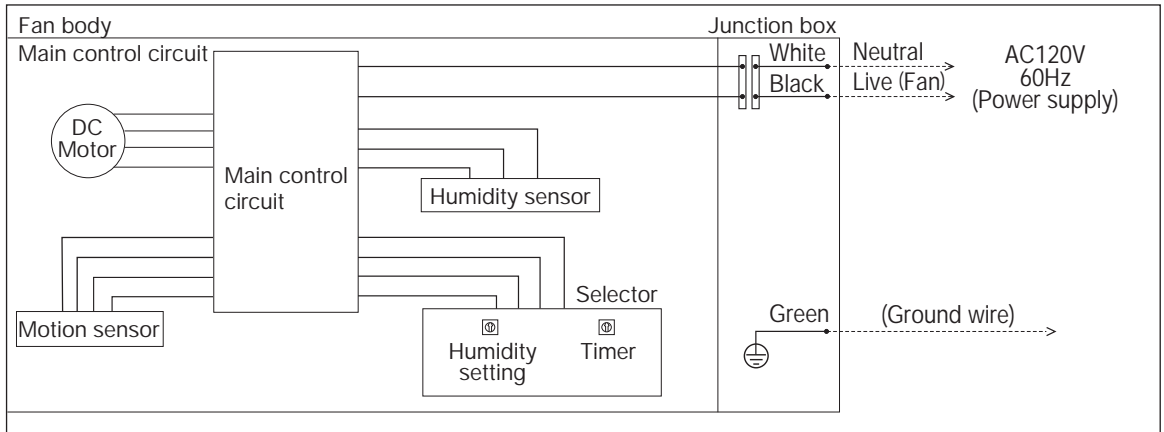 Fan body
Junction box
Main control circuit
White
Neutral
AC120V
60Hz
(Power supply)
Black
Live (Fan)
DC
Motor
Main control
circuit
Humidity sensor
Selector
Motion sensor
Humidity
setting
Timer
Green
(Ground wire)